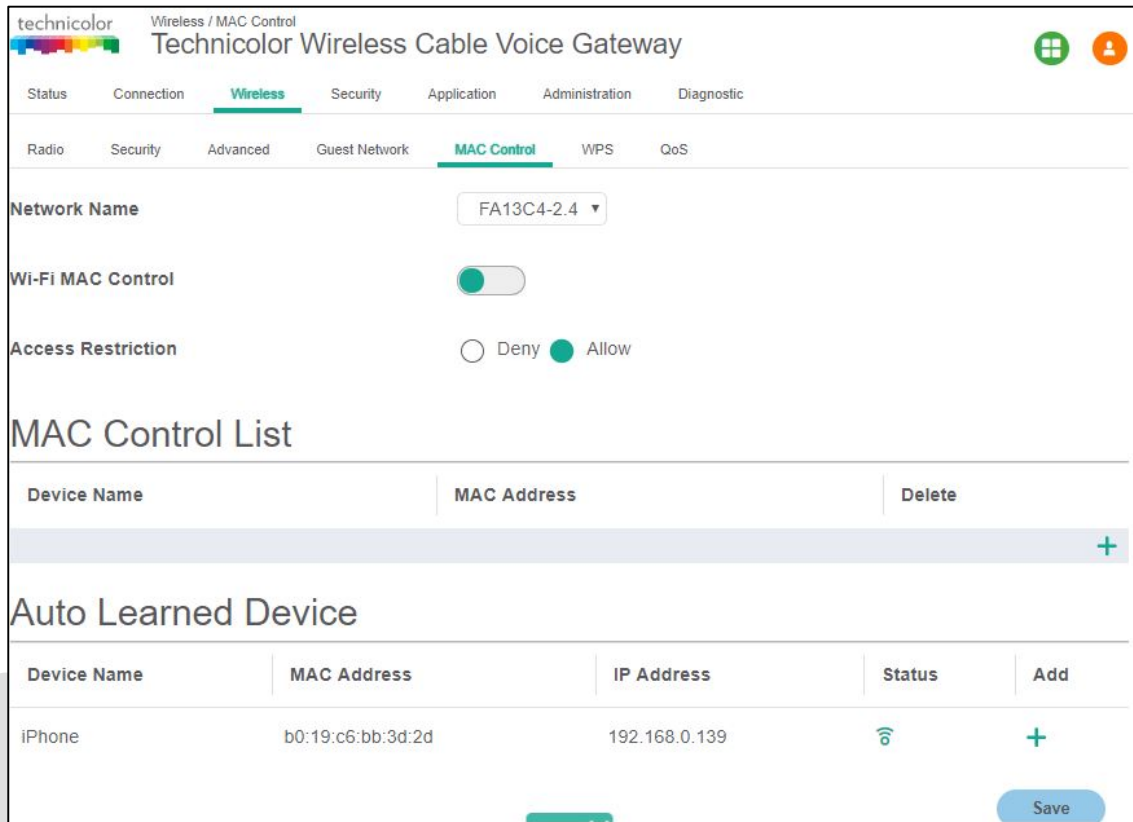 technicolor
Wireless / MAC Control
Technicolor Wireless Cable Voice Gateway
Status Connection Wireless Security Application Administration Diagnostic
Radio Security Advanced Guest Network MAC Control WPS QoS
Network Name FA13C4-2.4
Wi-Fi MAC Control
Access Restriction Deny Allow
MAC Control List
Device Name MAC Address Delete
+
Auto Learned Device
Device Name MAC Address IP Address Status Add
iPhone b0:19:c6:bb:3d:2d 192.168.0.139 +
Save